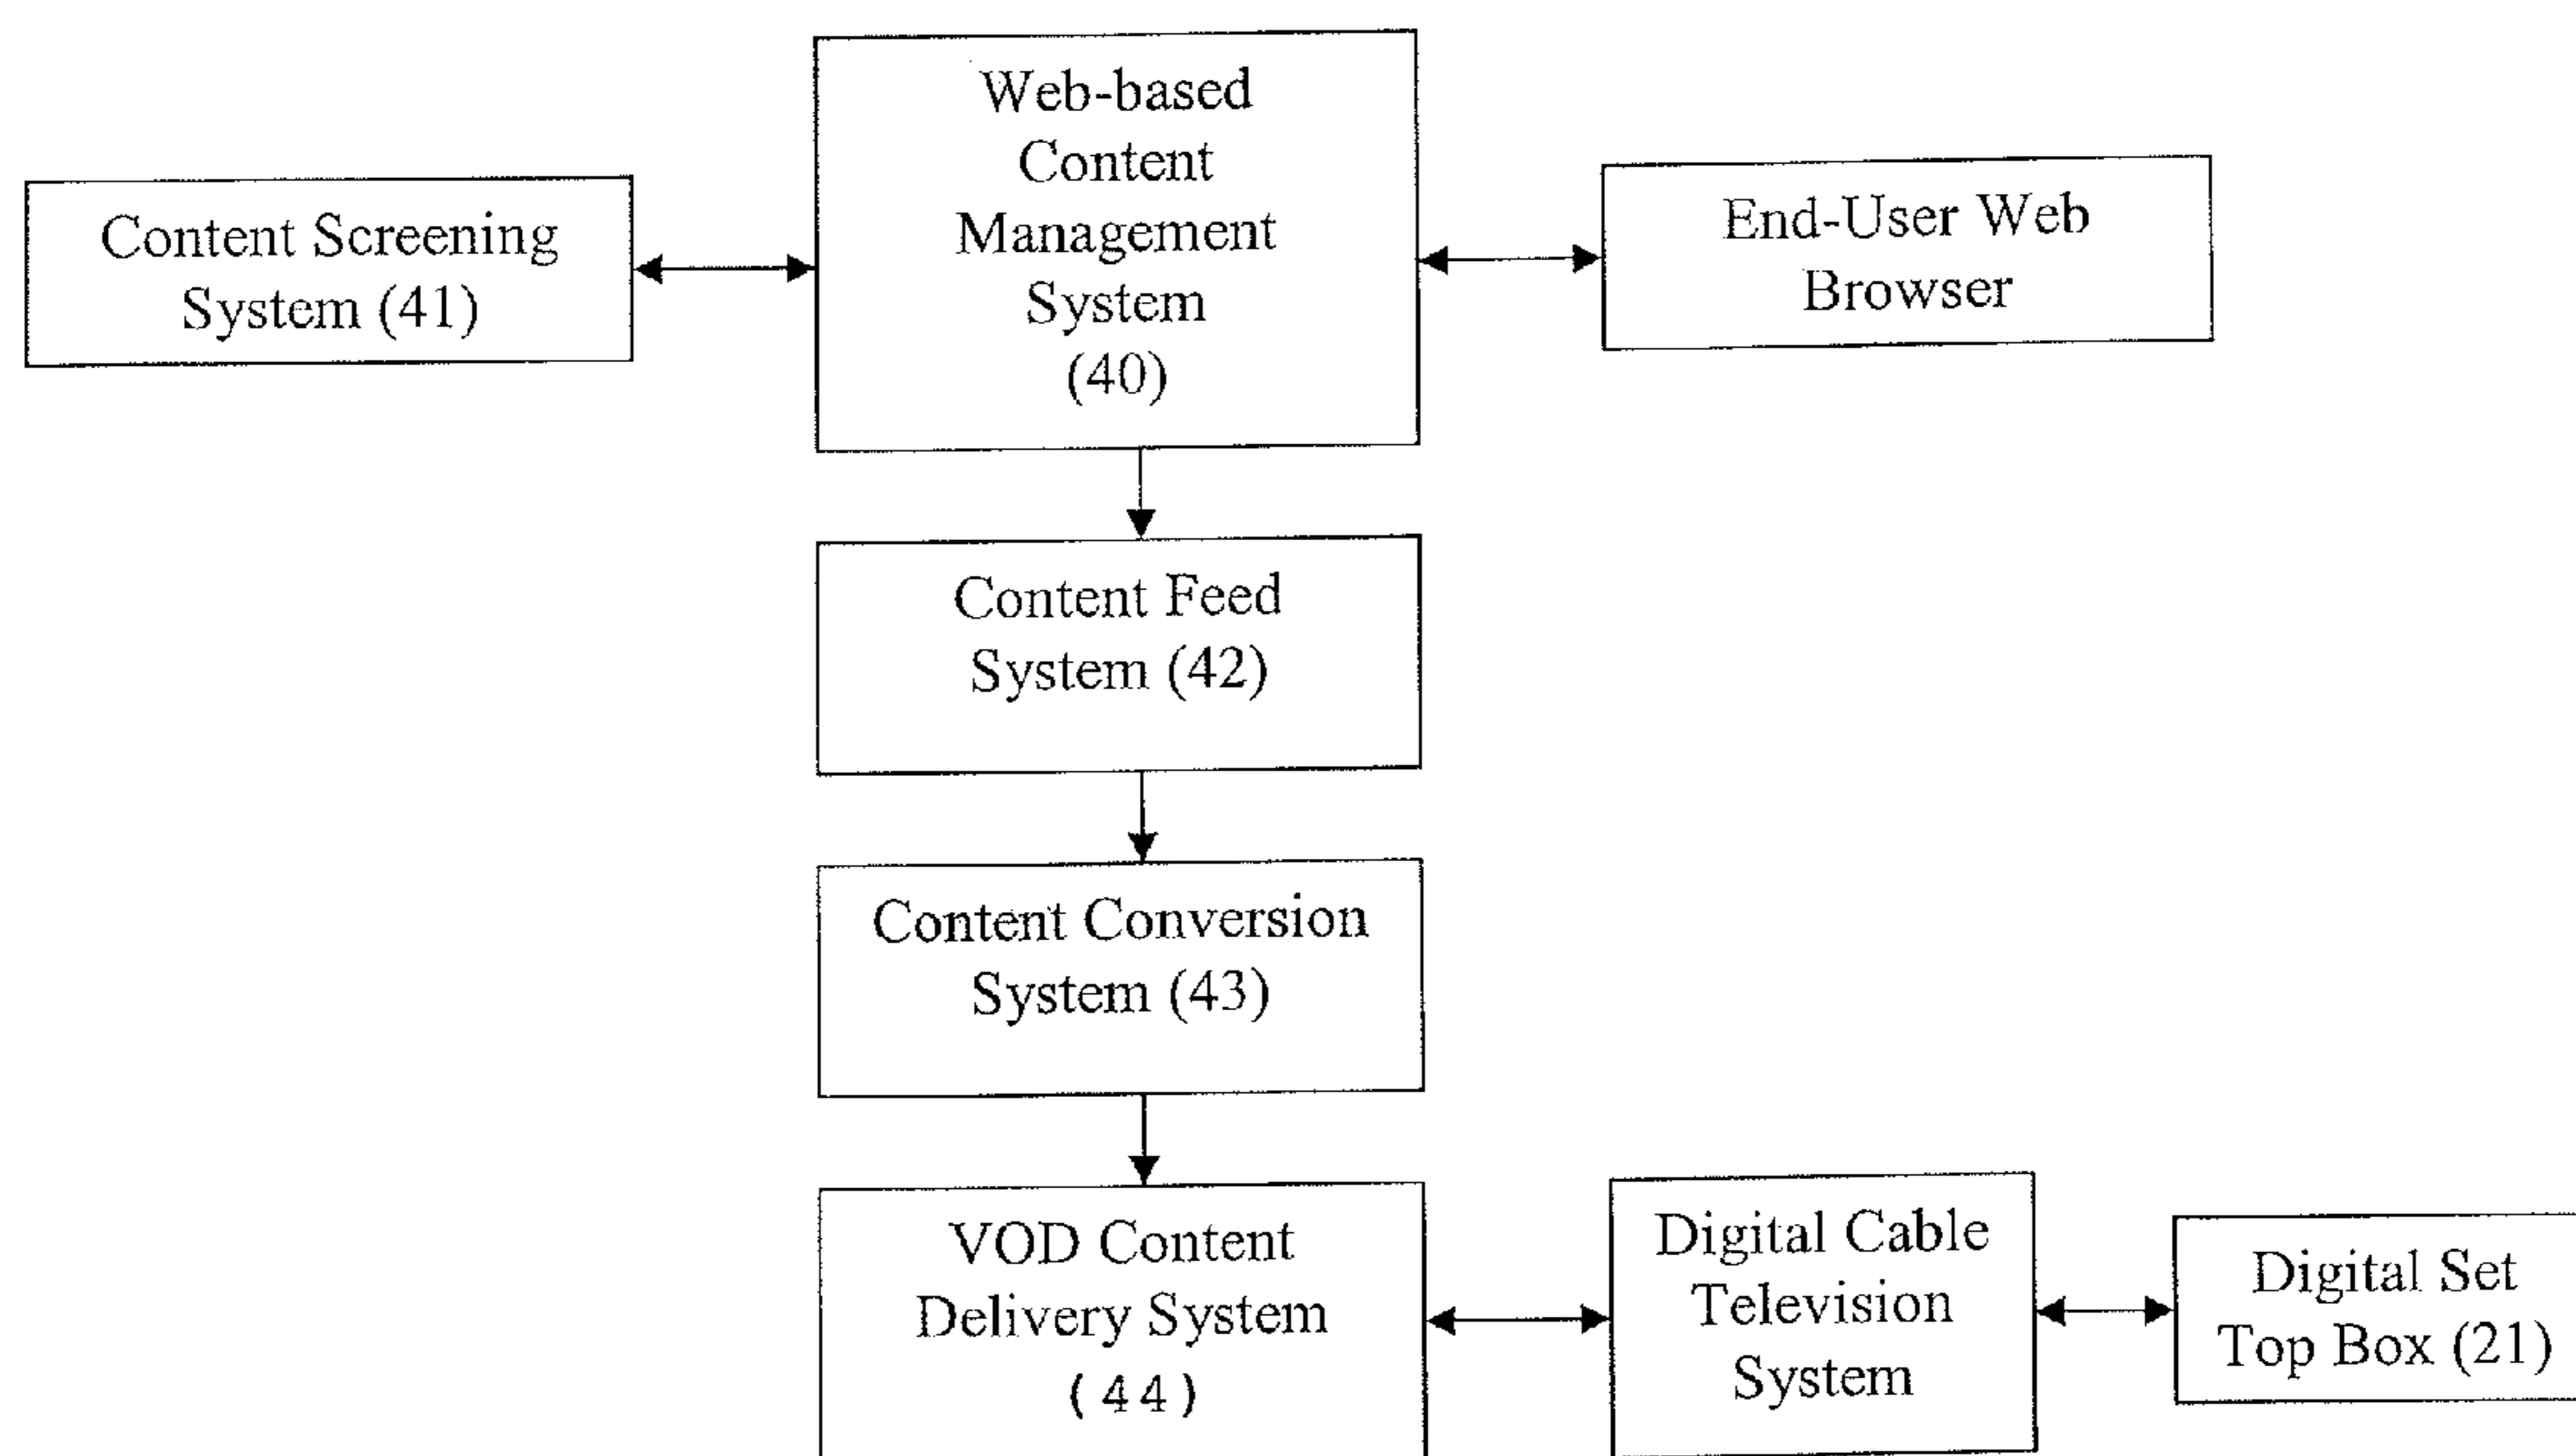 Web-based
Content
Management
System
(40)
Content Screening
System (41)
End-User Web
Browser
Content Feed
System (42)
Content Conversion
System (43)
VOD Content
Delivery System
(44)
Digital Cable
Television
System
Digital Set
Top Box (21)